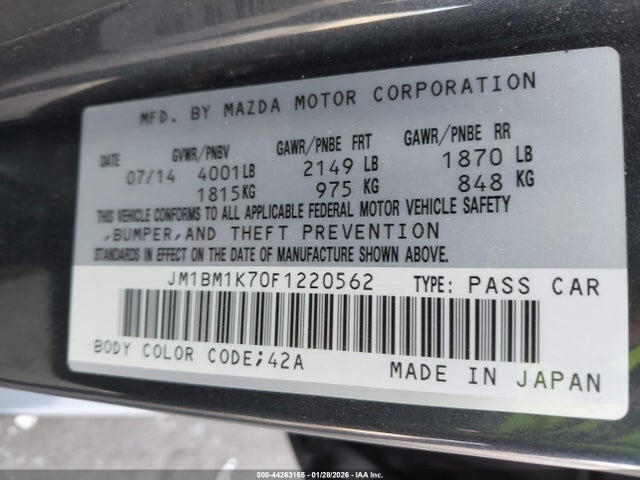 MFD. BY MAZDA MOTOR CORPORATION
DATE GVWR/PNBV GAWR/PNBE FRT GAWR/PNBE RR
07/14 4001LB 2149 LB 1870 LB
1815KG 975 KG 848 KG
THIS VEHICLE CONFORMS TO ALL APPLICABLE FEDERAL MOTOR VEHICLE SAFETY
,BUMPER,AND THEFT PREVENTION
STANDARDS IN EFFECT ON THE DATE OF MANUFACTURE SHOWN ABOVE.
JM1BM1K70F1220562 TYPE: PASS CAR
BODY COLOR CODE;42A
MADE IN JAPAN
000-44263165 - 01/28/2026 - IAA Inc.